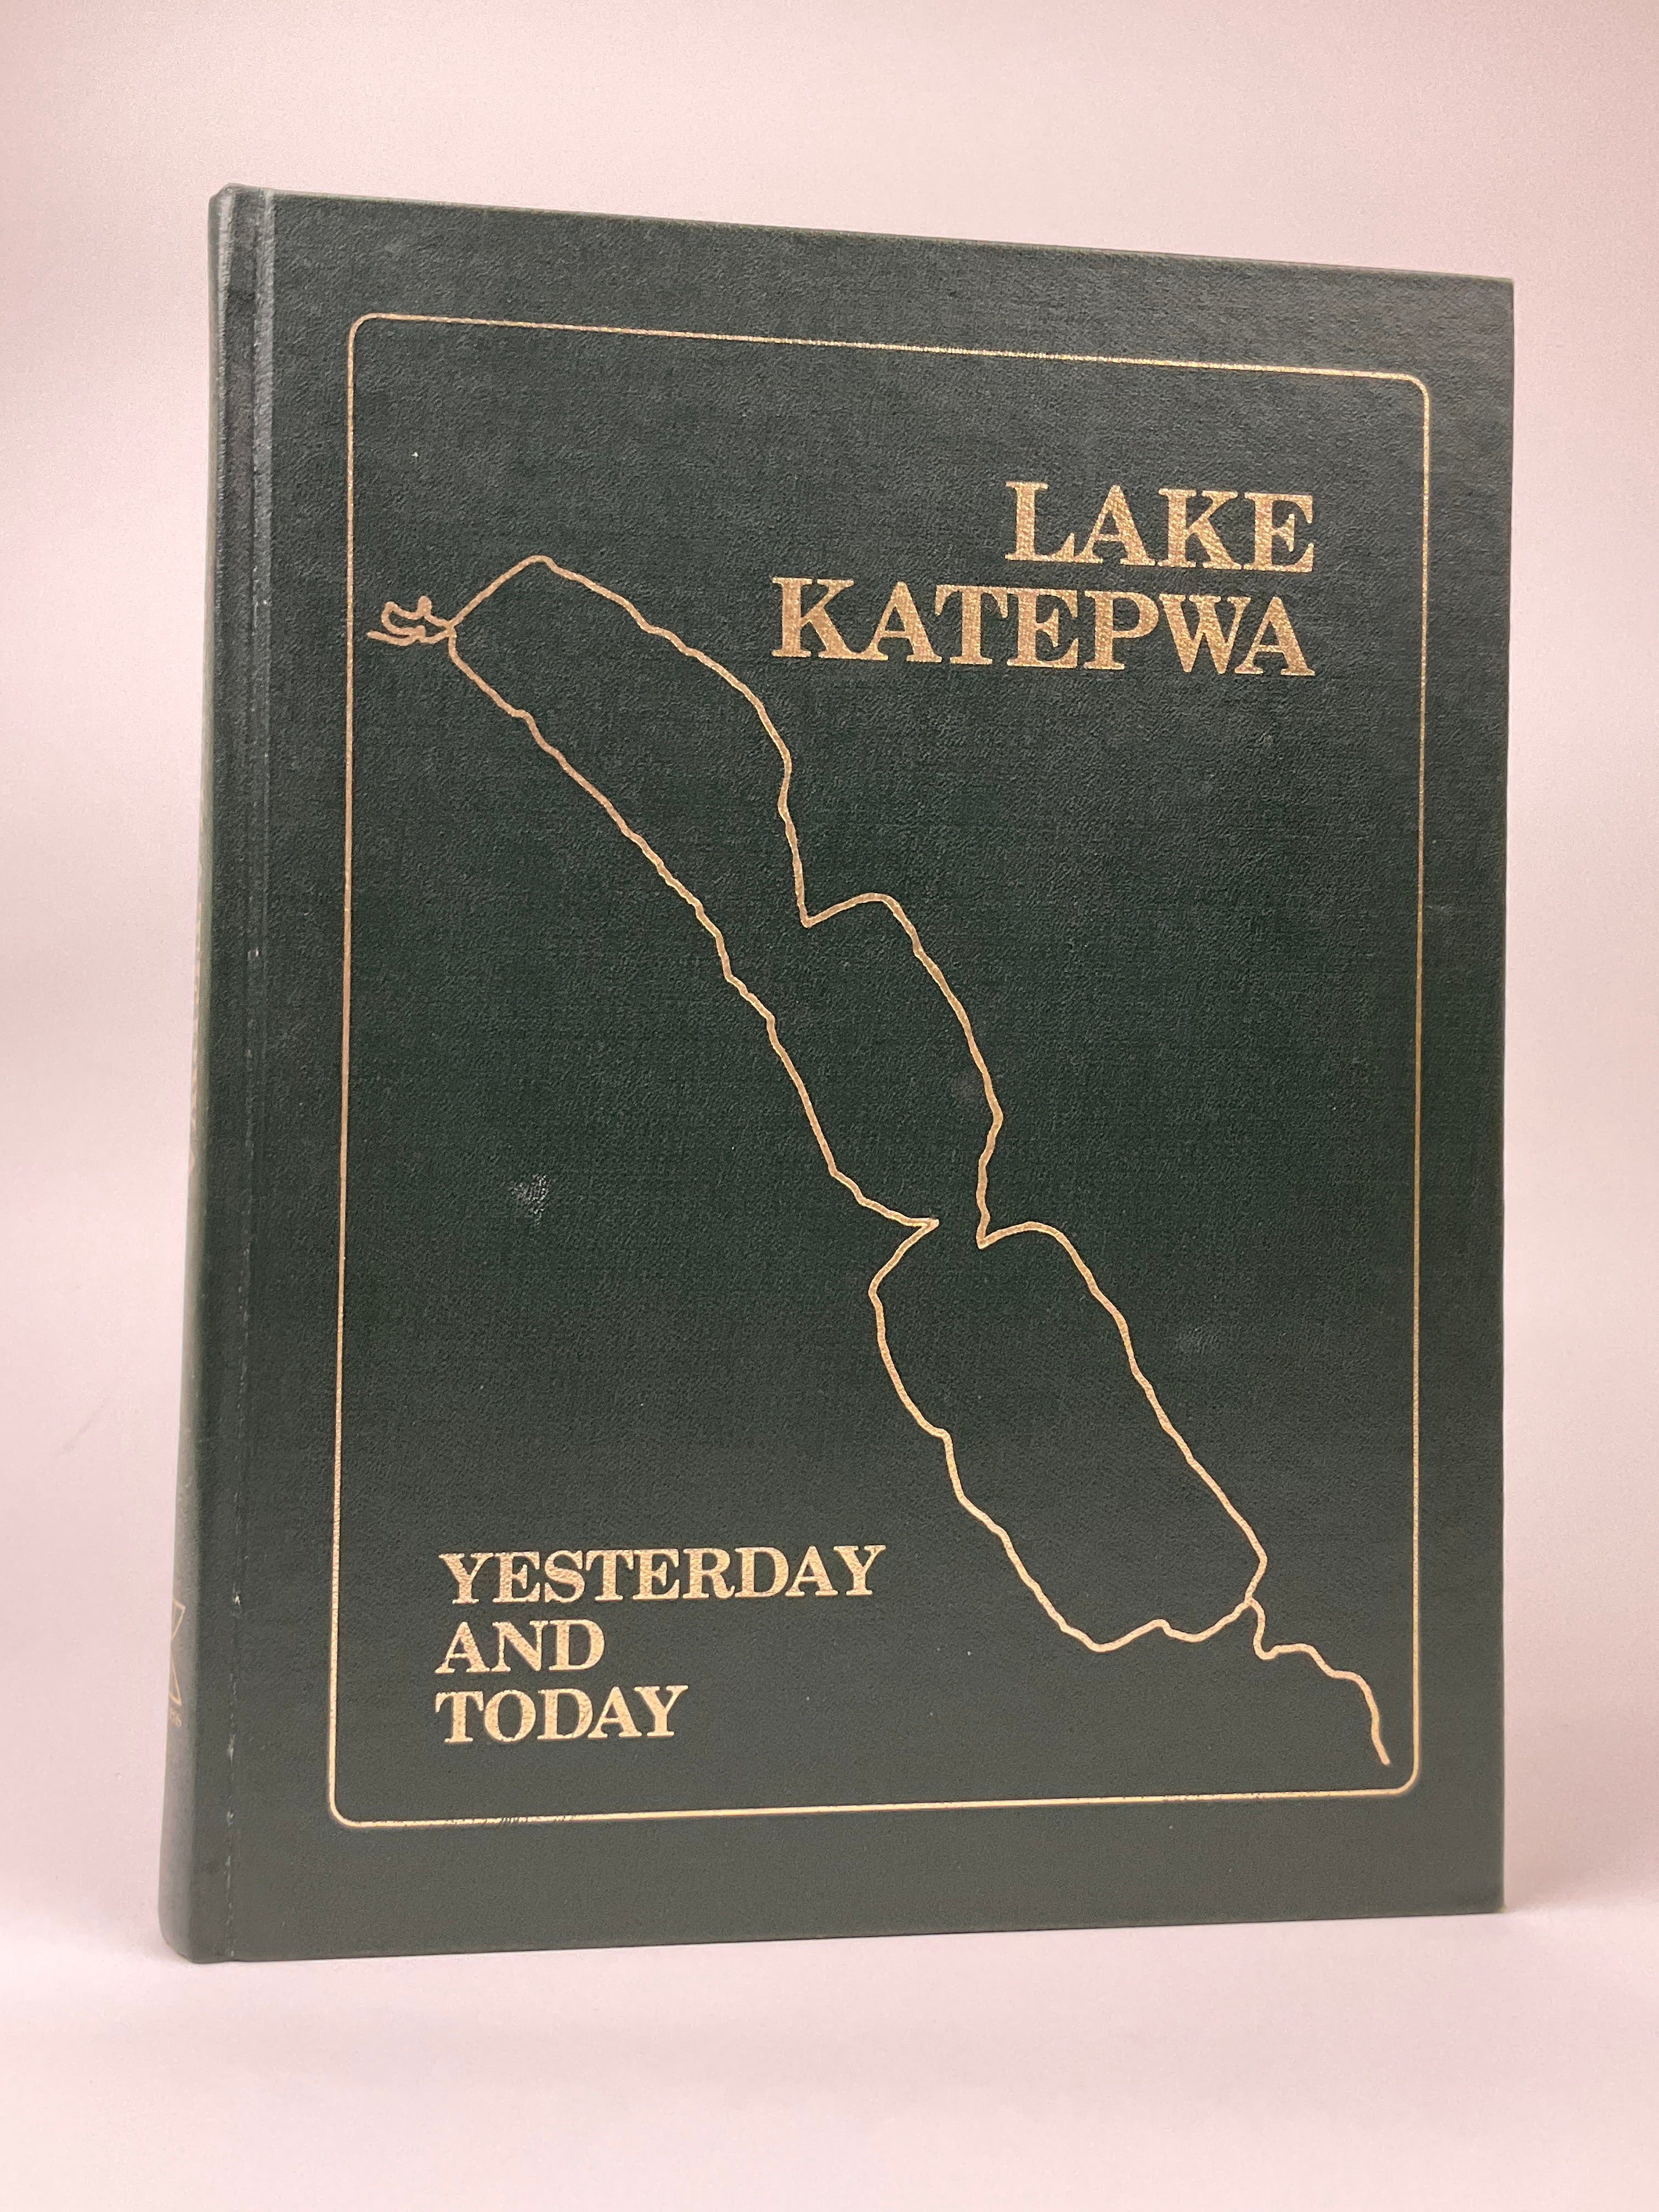 LAKE
KATEPWA
YESTERDAY
AND
TODAY